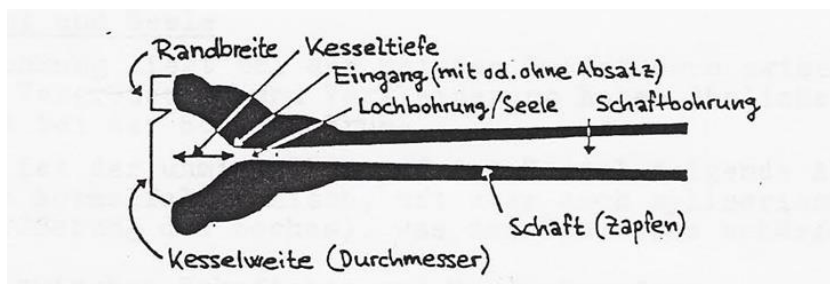 Randbreite
Kesseltiefe
Eingang (mit od. ohne Absatz)
Lochbohrung/Seele
Schaftbohrung
Schaft (Zapfen)
Kesselweite (Durchmesser)